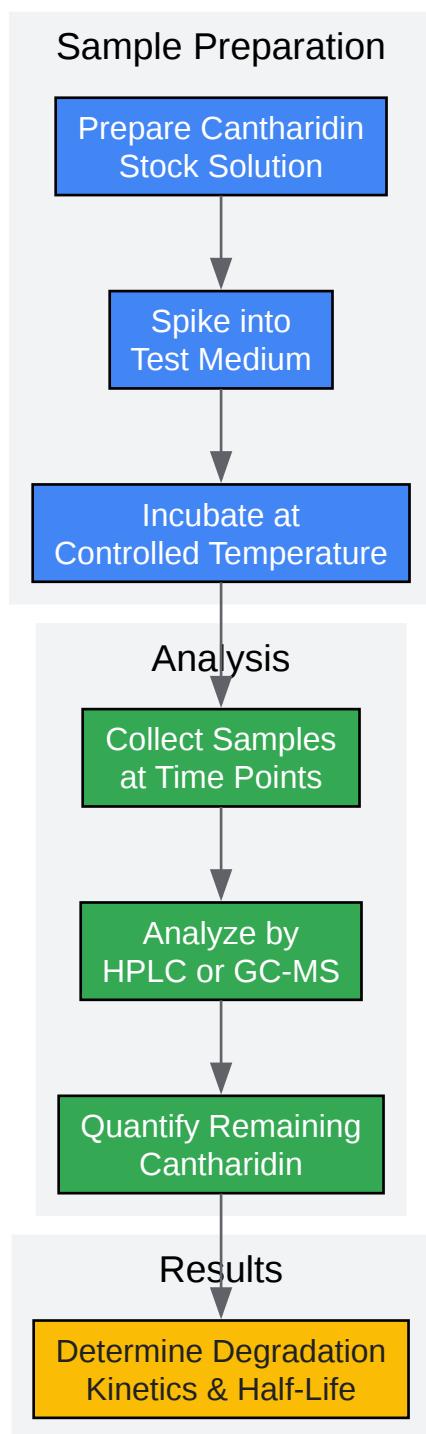 Sample Preparation
Prepare Cantharidin
Stock Solution
Spike into
Test Medium
Incubate at
Controlled Temperature
Analysis
Collect Samples
at Time Points
Analyze by
HPLC or GC-MS
Quantify Remaining
Cantharidin
Results
Determine Degradation
Kinetics & Half-Life